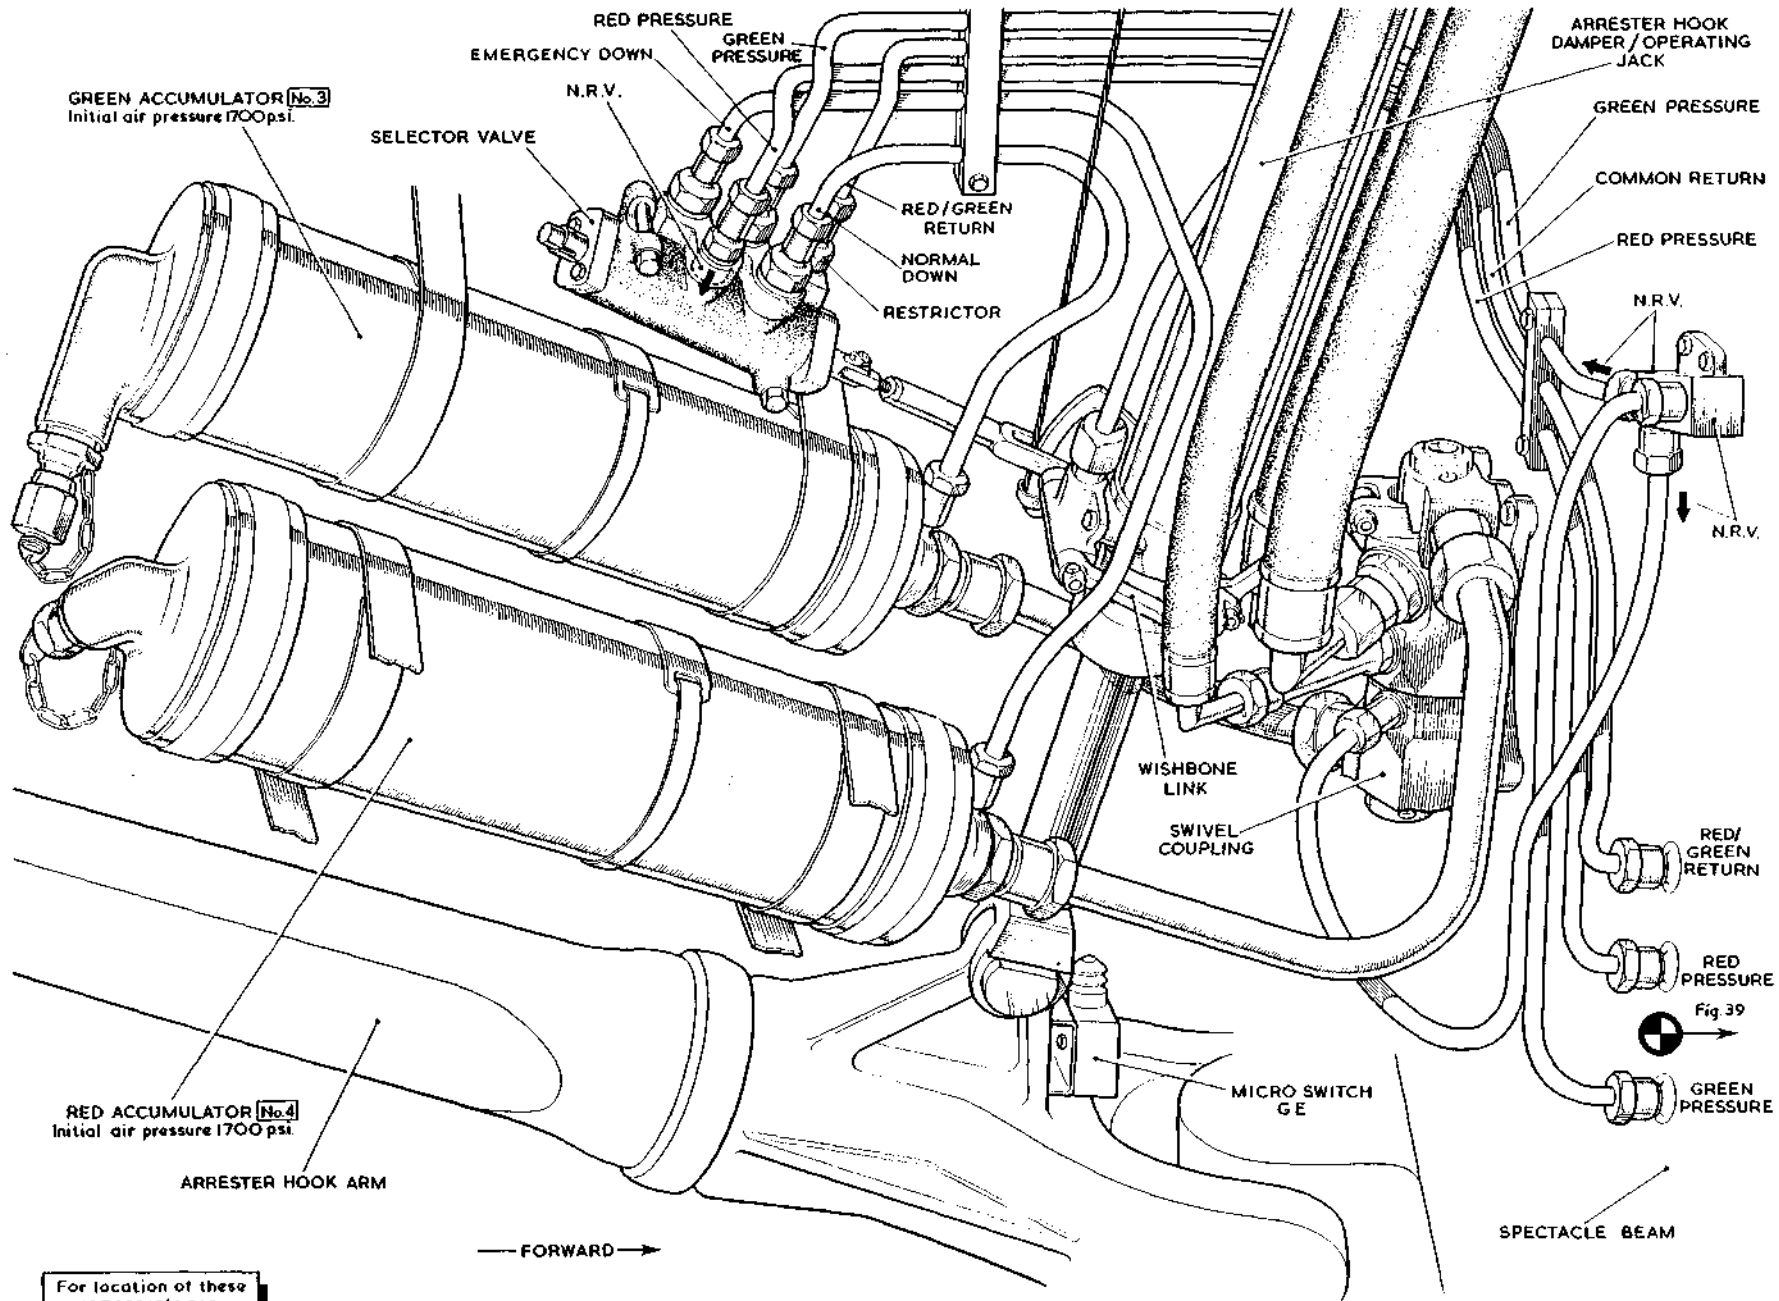 RED PRESSURE
GREEN
PRESSURE
EMERGENCY DOWN
N.R.V.
GREEN ACCUMULATOR No.3
Initial air pressure 1700 p.s.i.
SELECTOR VALVE
ARRESTER HOOK
DAMPER / OPERATING
JACK
GREEN PRESSURE
COMMON RETURN
RED PRESSURE
N.R.V.
N.R.V.
RED/GREEN
RETURN
NORMAL
DOWN
RESTRICTOR
WISHBONE
LINK
SWIVEL
COUPLING
RED/
GREEN
RETURN
RED
PRESSURE
Fig. 39
GREEN
PRESSURE
MICRO SWITCH
G E
RED ACCUMULATOR No.4
Initial air pressure 1700 p.s.i.
ARRESTER HOOK ARM
SPECTACLE BEAM
FORWARD
For location of these